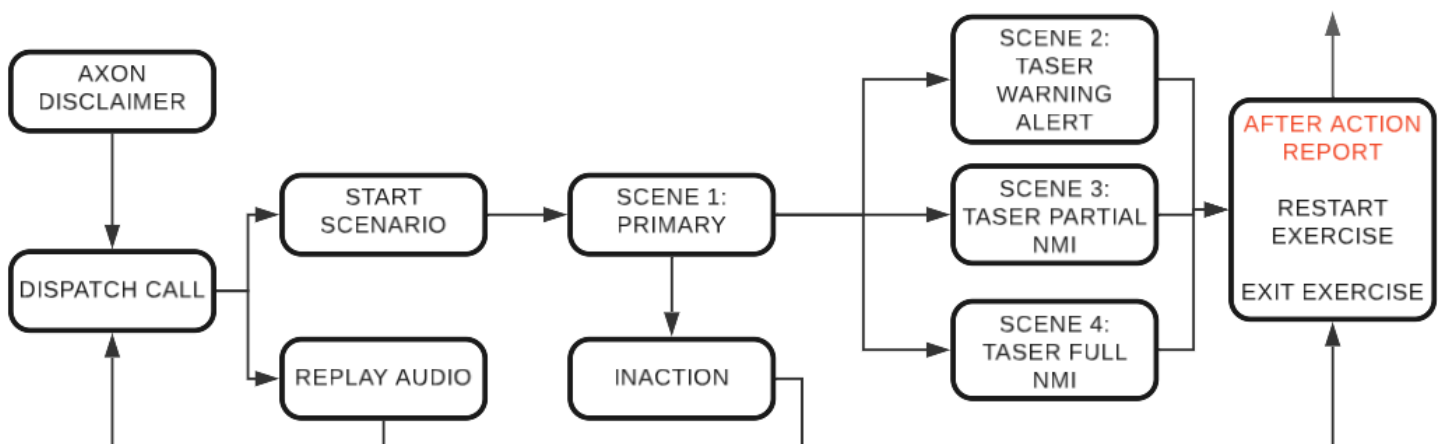 AXON
DISCLAIMER
DISPATCH CALL
START
SCENARIO
REPLAY AUDIO
SCENE 1:
PRIMARY
INACTION
SCENE 2:
TASER
WARNING
ALERT
SCENE 3:
TASER PARTIAL
NMI
SCENE 4:
TASER FULL
NMI
AFTER ACTION
REPORT
RESTART
EXERCISE
EXIT EXERCISE